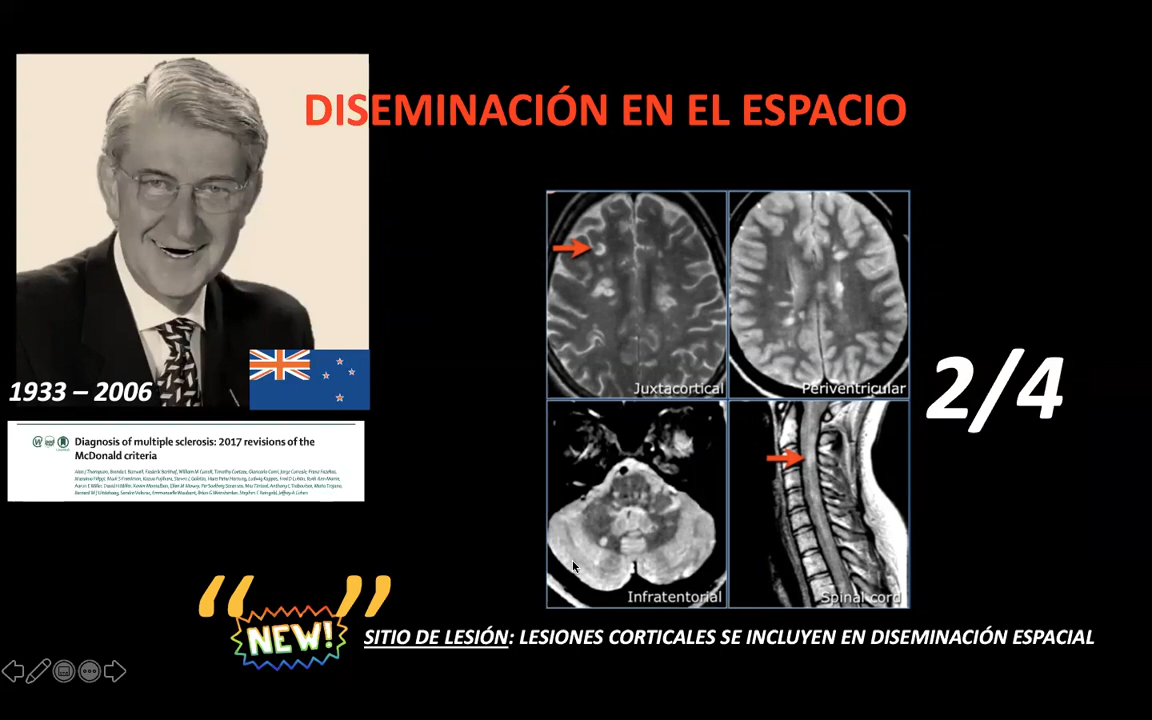 DISEMINACIÓN EN EL ESPACIO
1933 – 2006
Diagnosis of multiple sclerosis: 2017 revisions of the
McDonald criteria
Juxtacortical
Periventricular
Infratentorial
Spinal cord
2/4
“NEW!”
SITIO DE LESIÓN: LESIONES CORTICALES SE INCLUYEN EN DISEMINACIÓN ESPACIAL